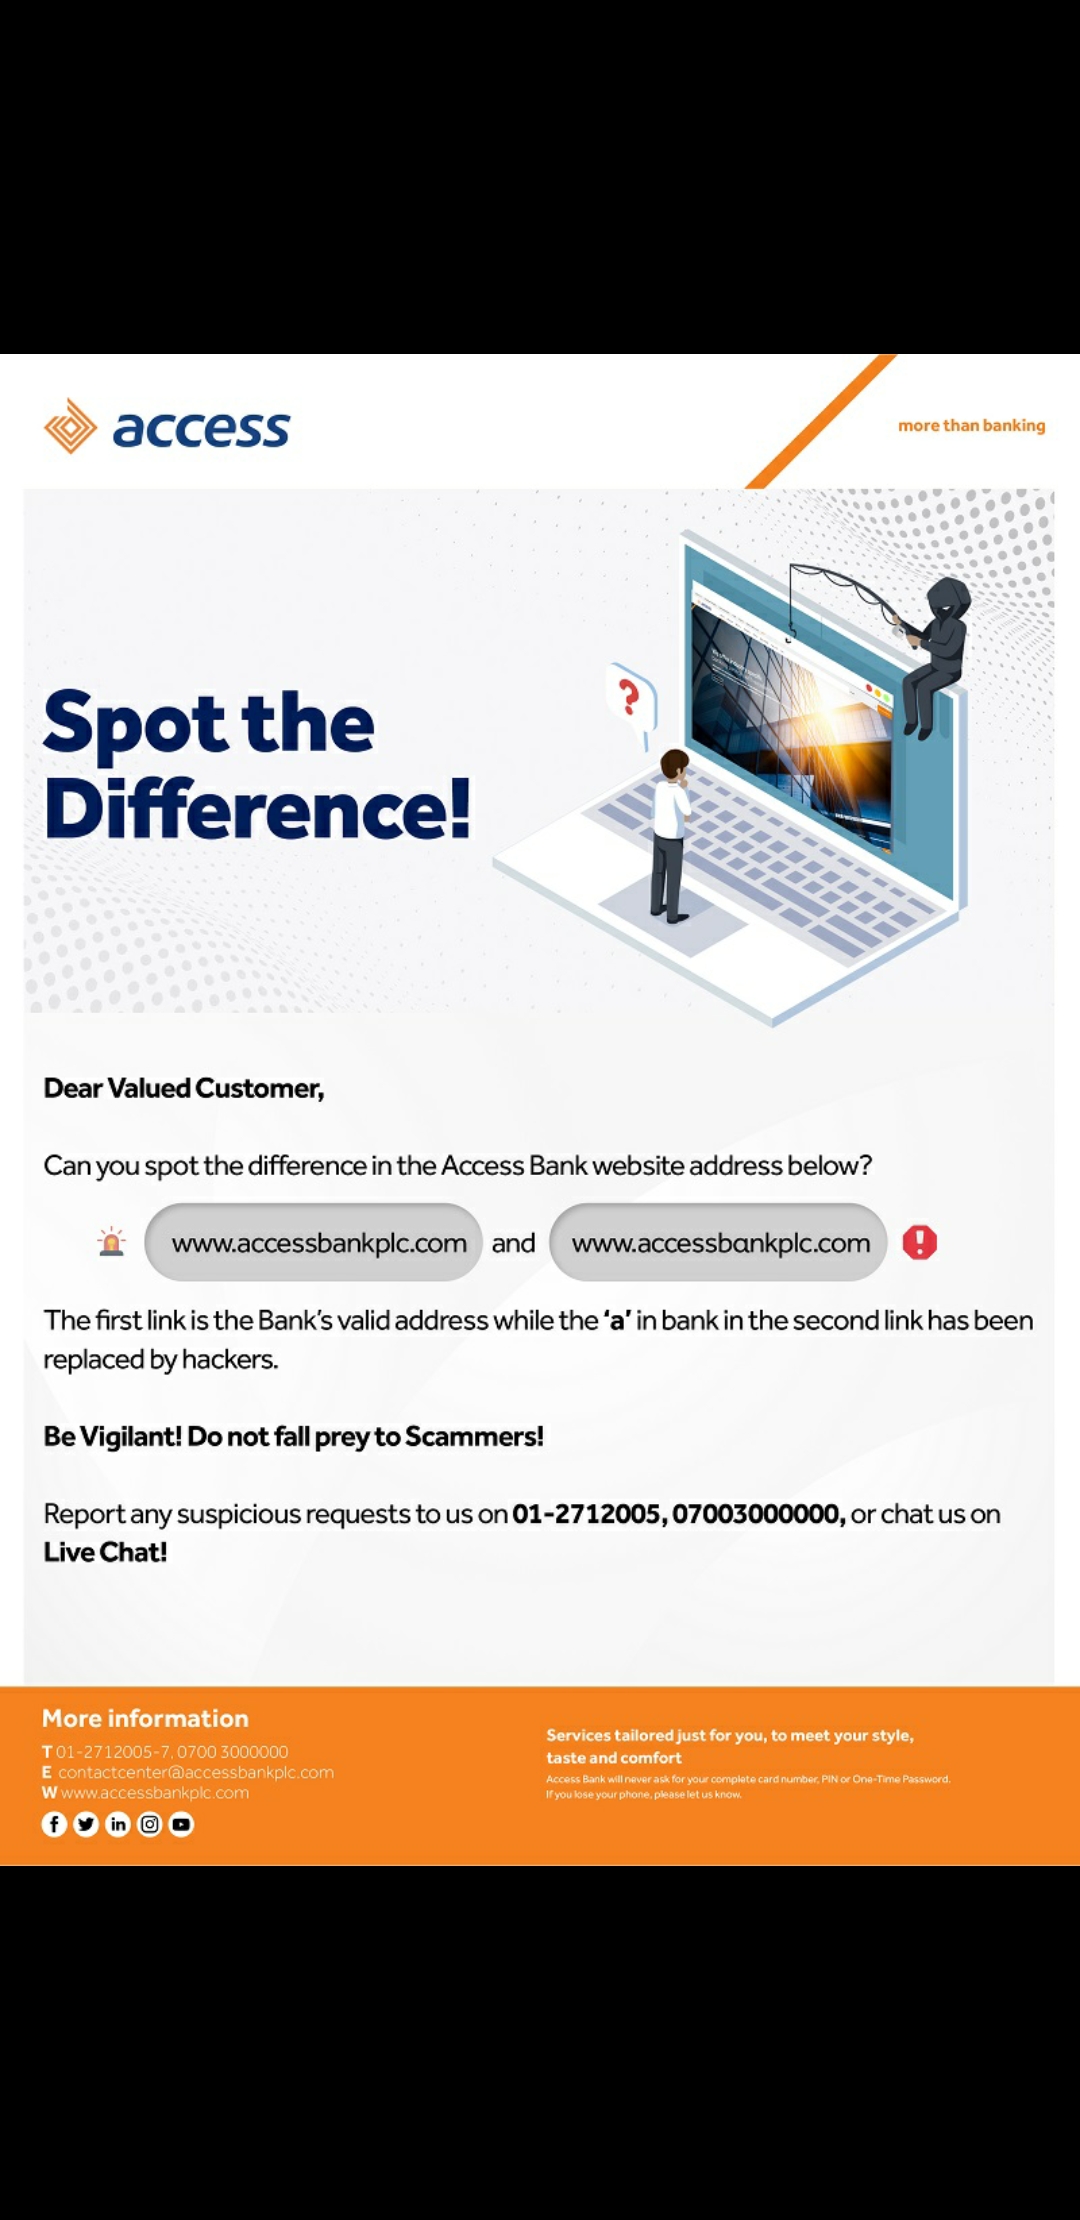 access
more than banking
Spot the
Difference!
Dear Valued Customer,
Can you spot the difference in the Access Bank website address below?
www.accessbankplc.com and www.accessbɑnkplc.com
The first link is the Bank's valid address while the 'a' in bank in the second link has been
replaced by hackers.
Be Vigilant! Do not fall prey to Scammers!
Report any suspicious requests to us on 01-2712005, 07003000000, or chat us on
Live Chat!
More information
T 01-2712005-7, 0700 3000000
E contactcenter@accessbankplc.com
W www.accessbankplc.com
Services tailored just for you, to meet your style,
taste and comfort
Access Bank will never ask for your complete card number, PIN or One-Time Password.
If you lose your phone, please let us know.